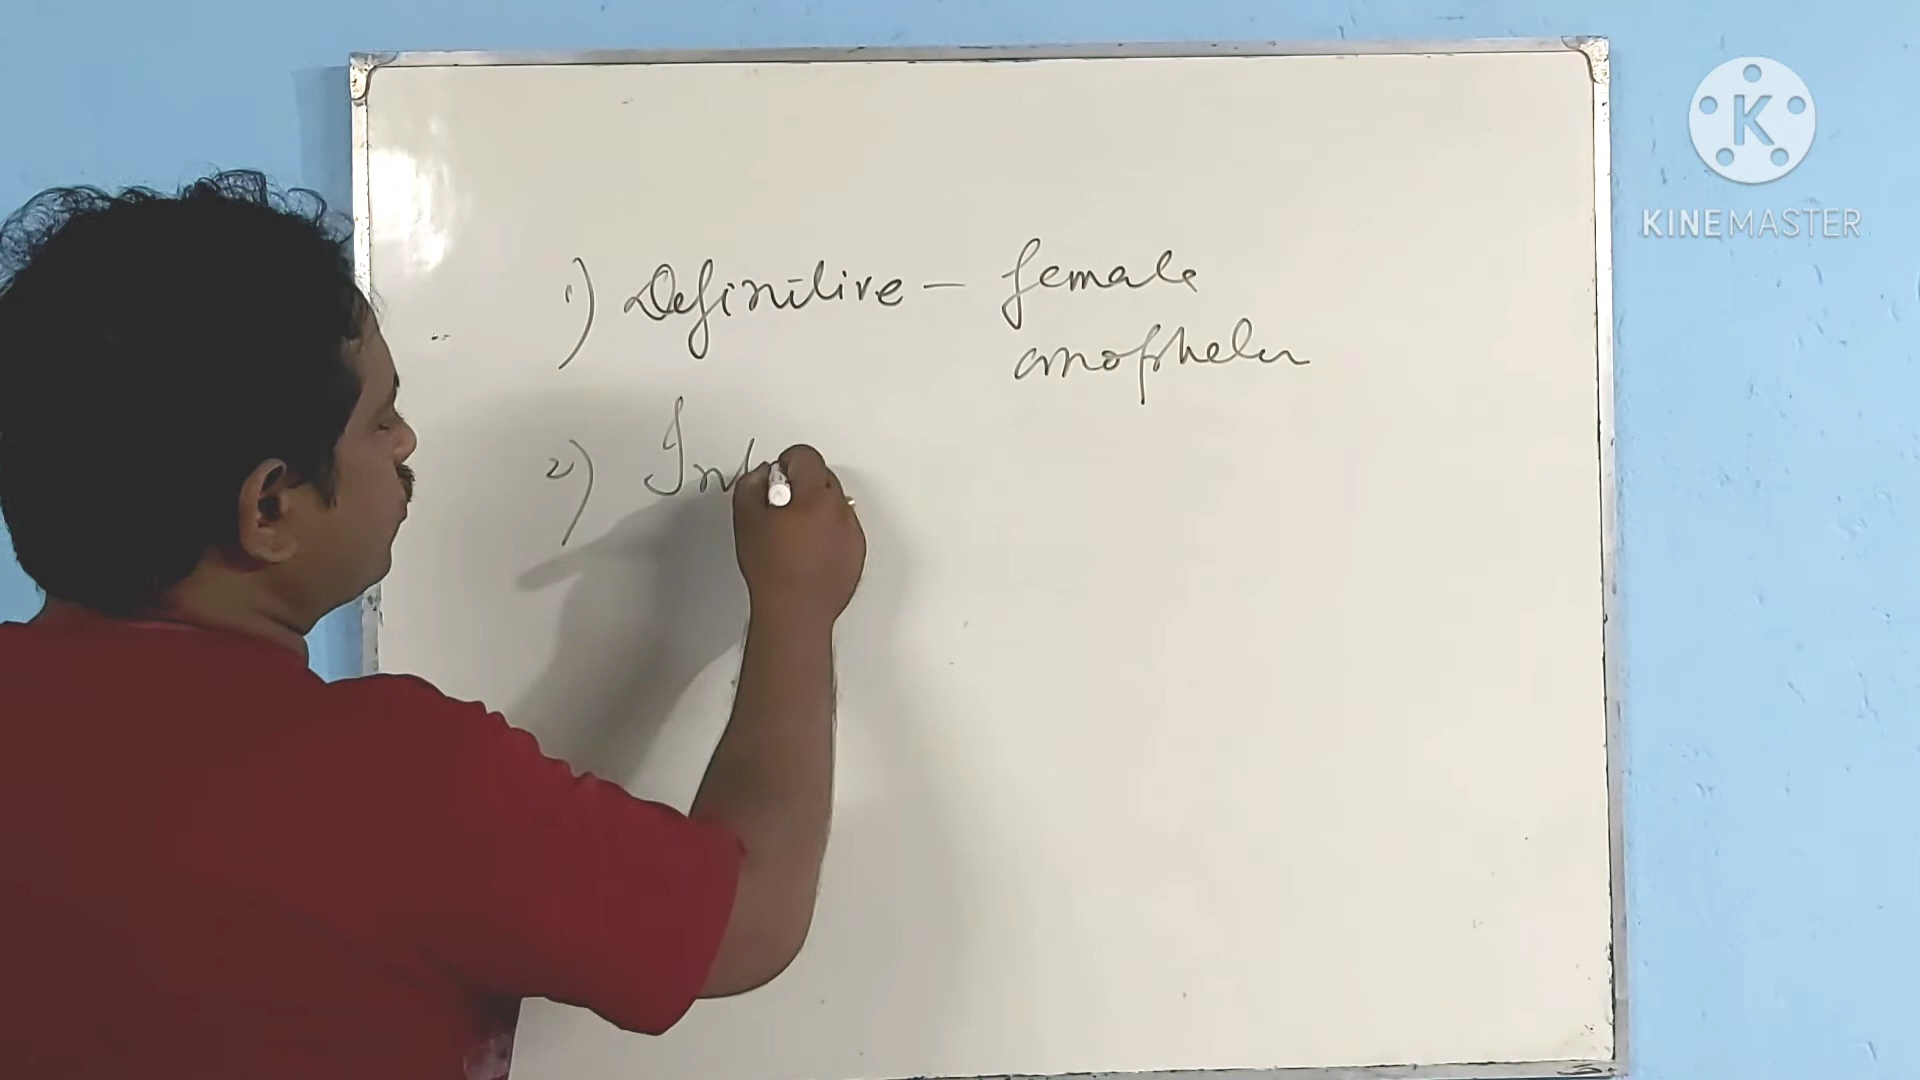 1) Definitive - female
anopheles
2) Int
K
KINEMASTER